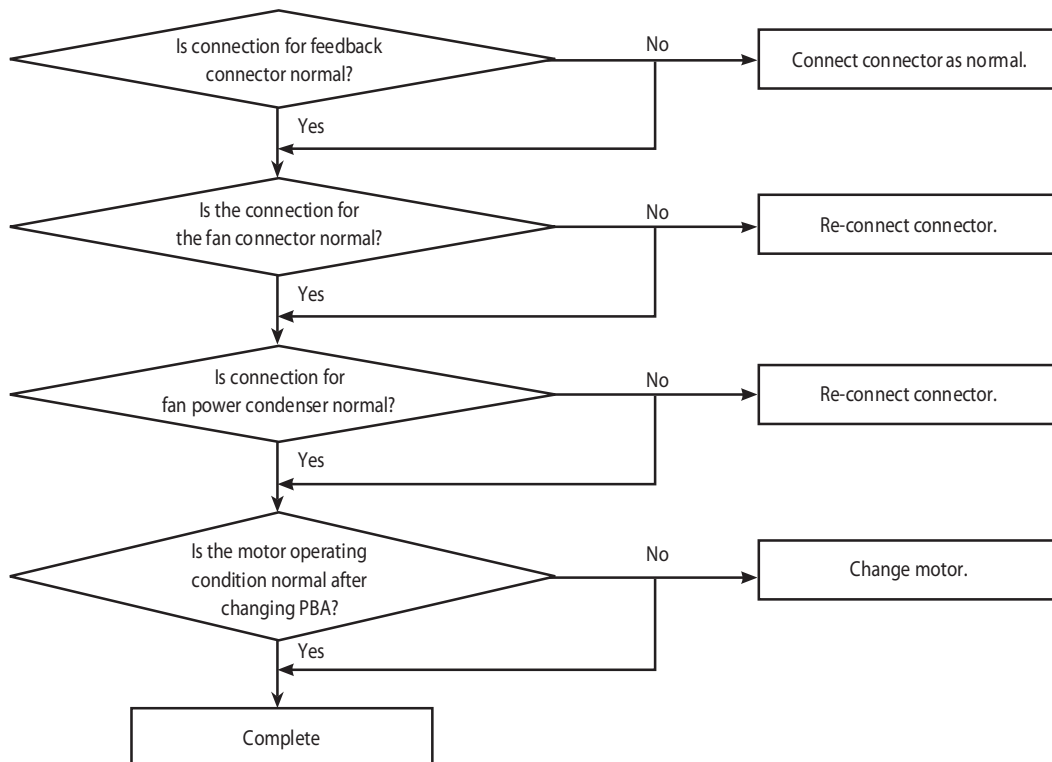 Is connection for feedback
connector normal?
No
Connect connector as normal.
Yes
Is the connection for
the fan connector normal?
No
Re-connect connector.
Yes
Is connection for
fan power condenser normal?
No
Re-connect connector.
Yes
Is the motor operating
condition normal after
changing PBA?
No
Change motor.
Yes
Complete